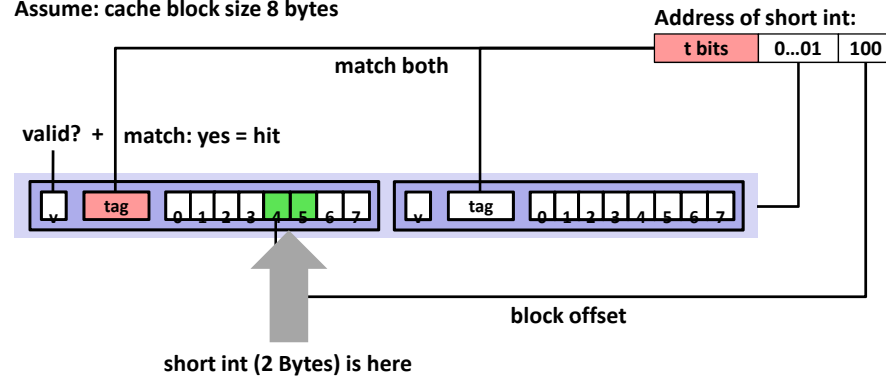 Assume: cache block size 8 bytes
Address of short int:
t bits 0...01 100
match both
valid? + match: yes = hit
v tag 0 1 2 3 4 5 6 7 v tag 0 1 2 3 4 5 6 7
block offset
short int (2 Bytes) is here